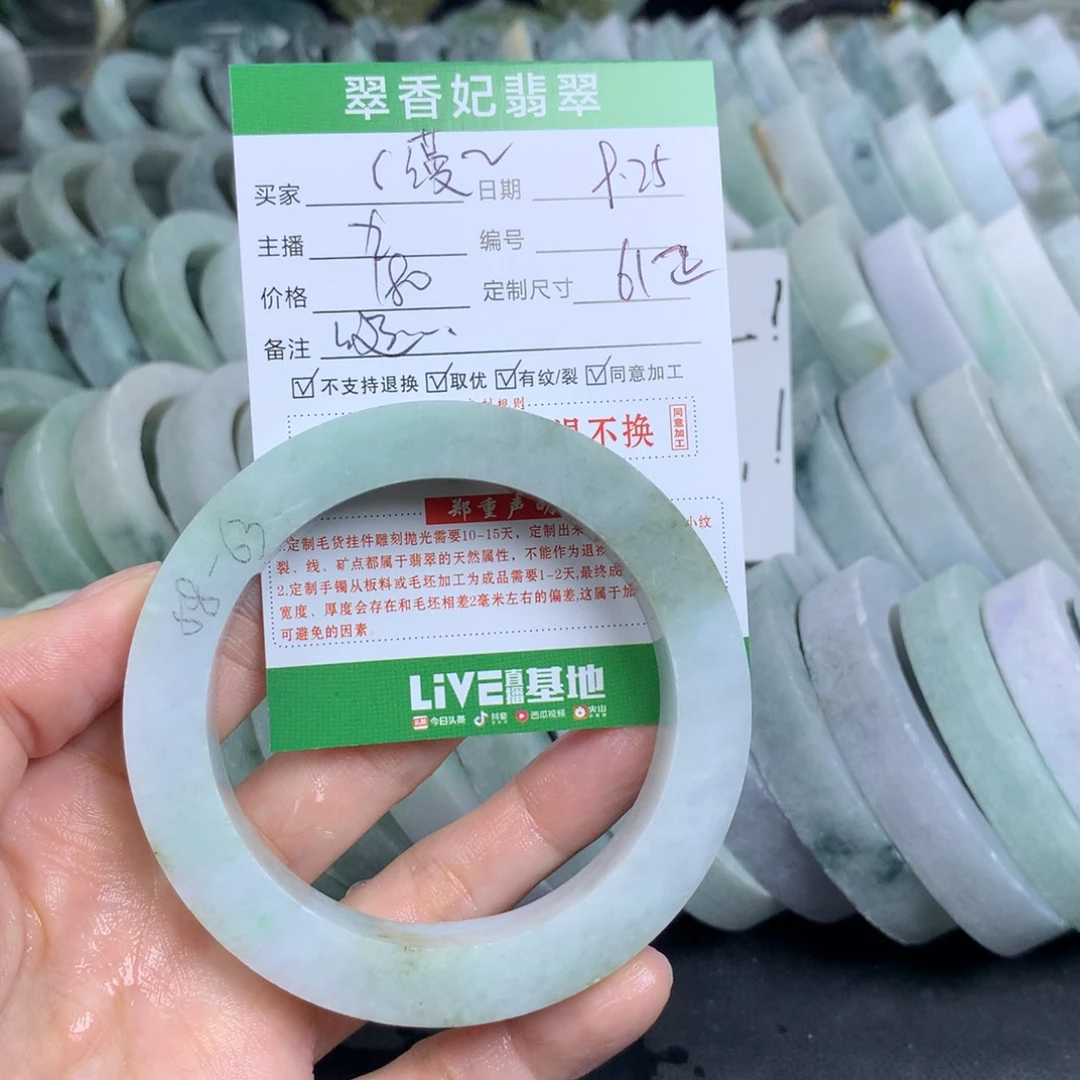 翠香妃翡翠
买家 日期
主播 编号
价格 180 定制尺寸 61正
备注
不支持退换 取优 有纹/裂 同意加工
规则
不换 同意加工
郑重声明
定制毛货挂件雕刻抛光需要10-15天，定制出来 小纹
裂、线、矿点都属于翡翠的天然属性，不能作为退换
2.定制手镯从板料或毛坯加工为成品需要1-2天,最终成
宽度、厚度会存在和毛坯相差2毫米左右的偏差,这属于加
可避免的因素
LiVE直播基地
今日头条 抖音 西瓜视频 火山
-63